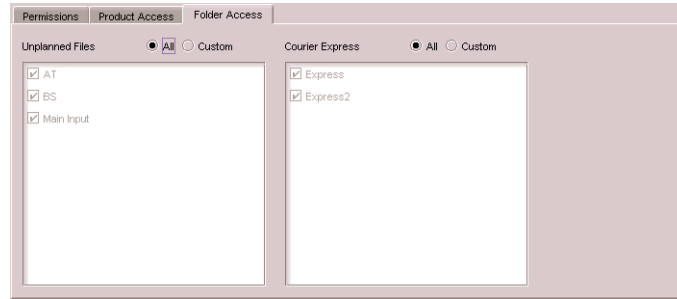 Permissions Product Access Folder Access
Unplanned Files All Custom Courier Express All Custom
AT
BS
Main Input
Express
Express2